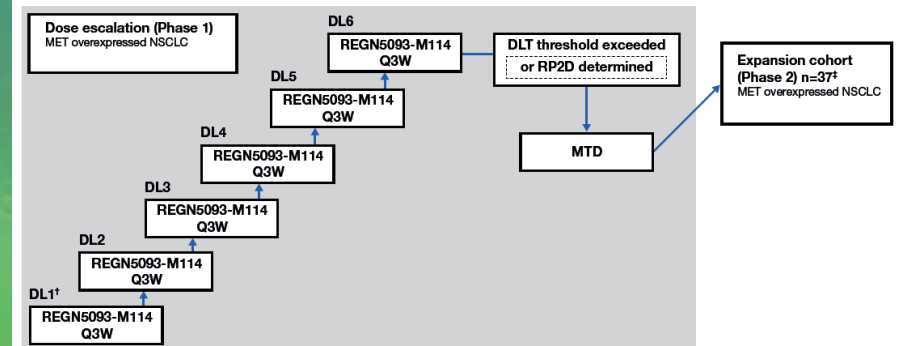 Dose escalation (Phase 1)
MET overexpressed NSCLC
DL6
REGN5093-M114
Q3W
DLT threshold exceeded
or RP2D determined
Expansion cohort
(Phase 2) n=37‡
MET overexpressed NSCLC
DL5
REGN5093-M114
Q3W
DL4
REGN5093-M114
Q3W
MTD
DL3
REGN5093-M114
Q3W
DL2
REGN5093-M114
Q3W
DL1†
REGN5093-M114
Q3W